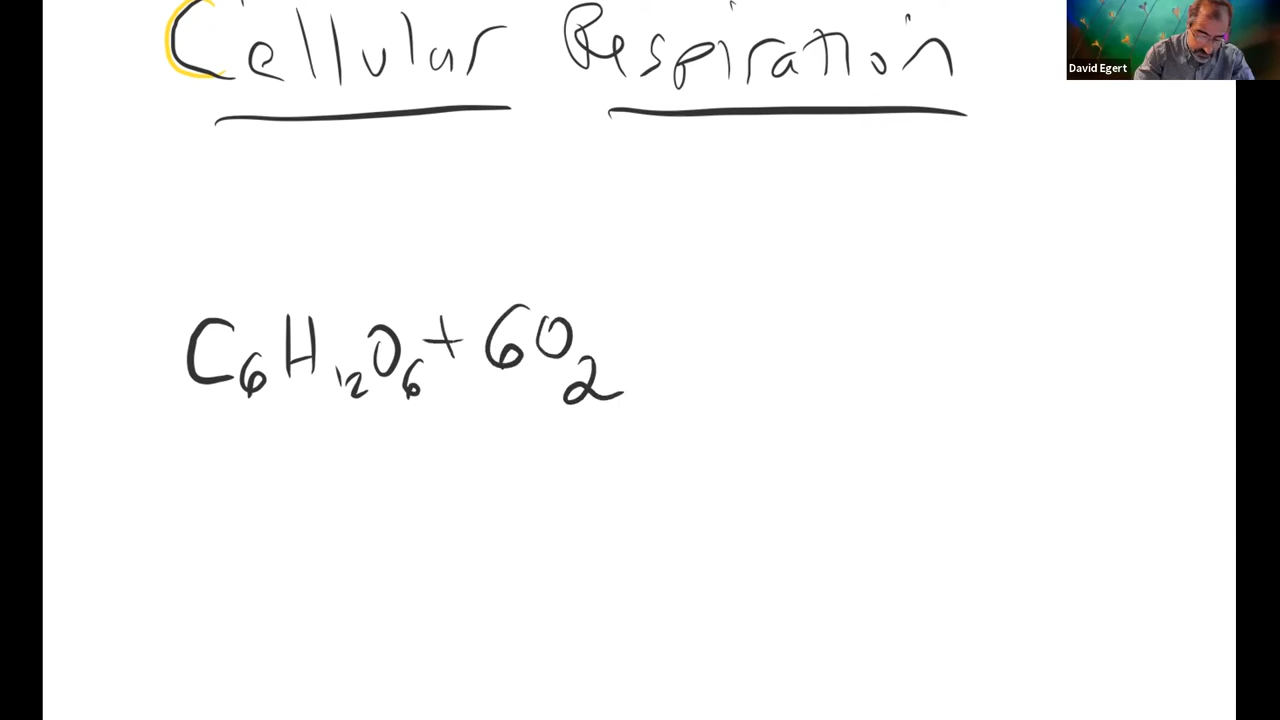 Cellular Respiration
David Egert
C₆H₁₂O₆ + 6O₂